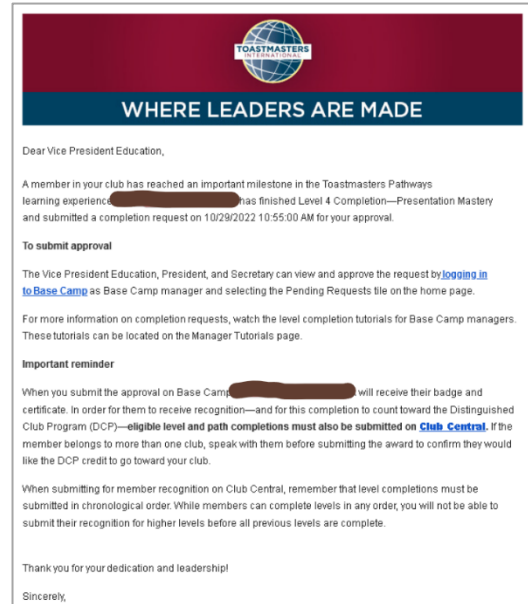 TOASTMASTERS
INTERNATIONAL
WHERE LEADERS ARE MADE
Dear Vice President Education,
A member in your club has reached an important milestone in the Toastmasters Pathways
learning experience has finished Level 4 Completion—Presentation Mastery
and submitted a completion request on 10/29/2022 10:55:00 AM for your approval.
To submit approval
The Vice President Education, President, and Secretary can view and approve the request by logging in
to Base Camp as Base Camp manager and selecting the Pending Requests tile on the home page.
For more information on completion requests, watch the level completion tutorials for Base Camp managers.
These tutorials can be located on the Manager Tutorials page.
Important reminder
When you submit the approval on Base Camp will receive their badge and
certificate. In order for them to receive recognition—and for this completion to count toward the Distinguished
Club Program (DCP)—eligible level and path completions must also be submitted on Club Central. If the
member belongs to more than one club, speak with them before submitting the award to confirm they would
like the DCP credit to go toward your club.
When submitting for member recognition on Club Central, remember that level completions must be
submitted in chronological order. While members can complete levels in any order, you will not be able to
submit their recognition for higher levels before all previous levels are complete.
Thank you for your dedication and leadership!
Sincerely,